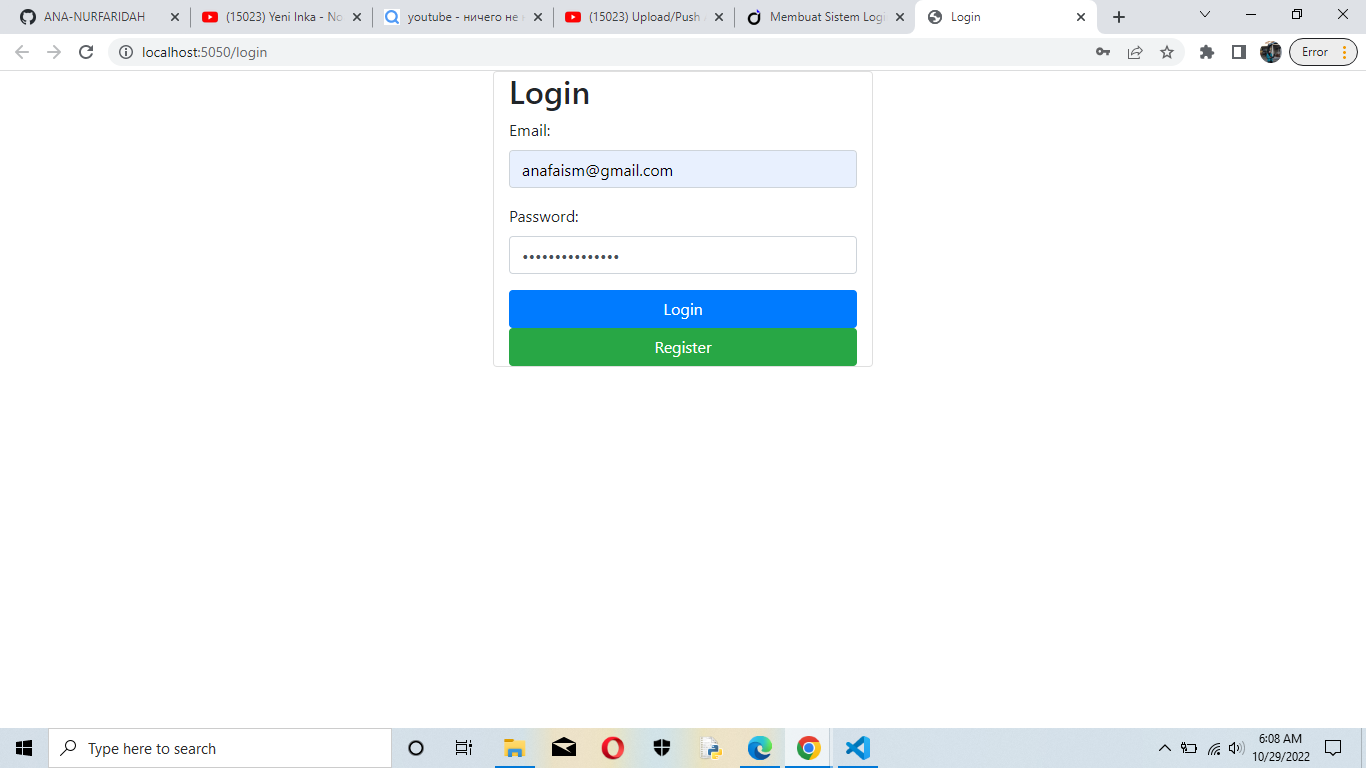 ANA-NURFARIDAH
(15023) Yeni Inka - No
youtube - ничего не
(15023) Upload/Push
Membuat Sistem Logi
Login
localhost:5050/login
Error
Login
Email:
anafaism@gmail.com
Password:
Login
Register
Type here to search
6:08 AM
10/29/2022